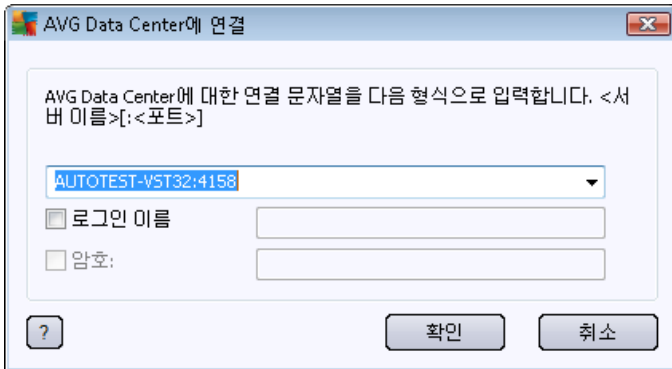 AVG Data Center에 연결
AVG Data Center에 대한 연결 문자열을 다음 형식으로 입력합니다. <서
버 이름>[:<포트>]
AUTOTEST-VST32:4158
로그인 이름
암호:
?
확인
취소